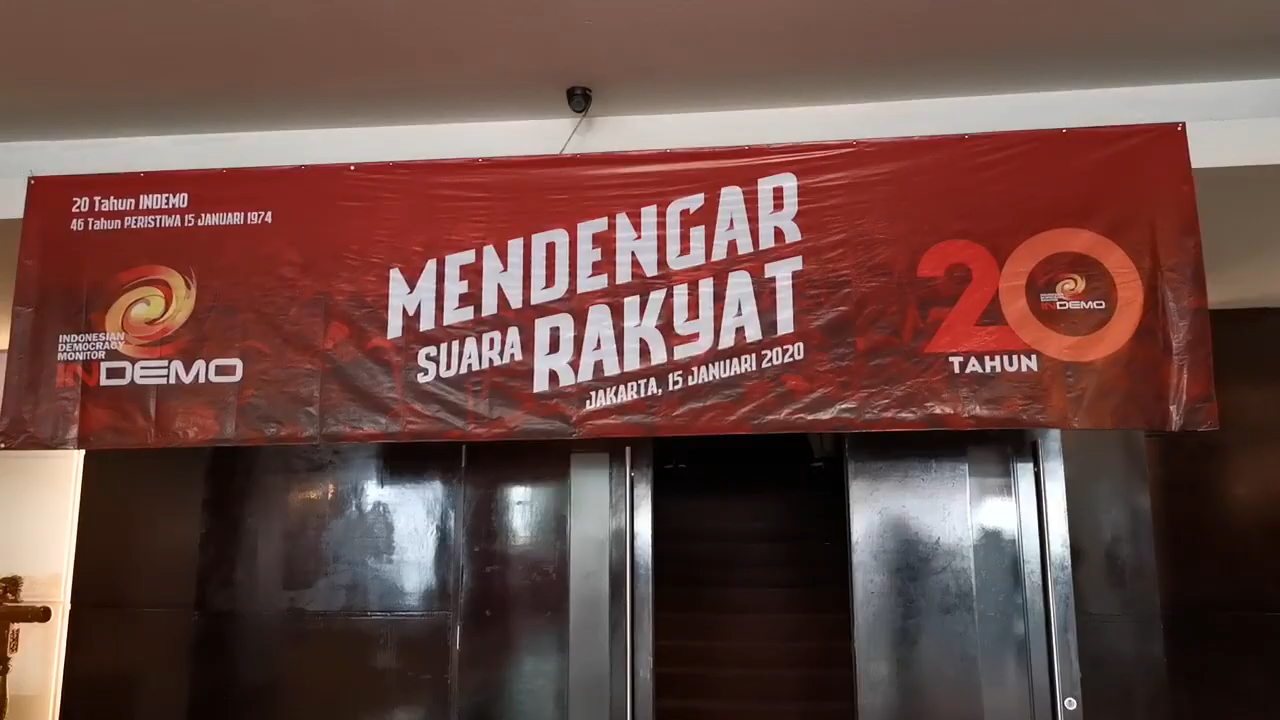 20 Tahun INDEMO
46 Tahun PERISTIWA 15 JANUARI 1974
INDONESIAN
DEMOCRACY
MONITOR
INDEMO
MENDENGAR
SUARA RAKYAT
JAKARTA, 15 JANUARI 2020
20
INDEMO
TAHUN